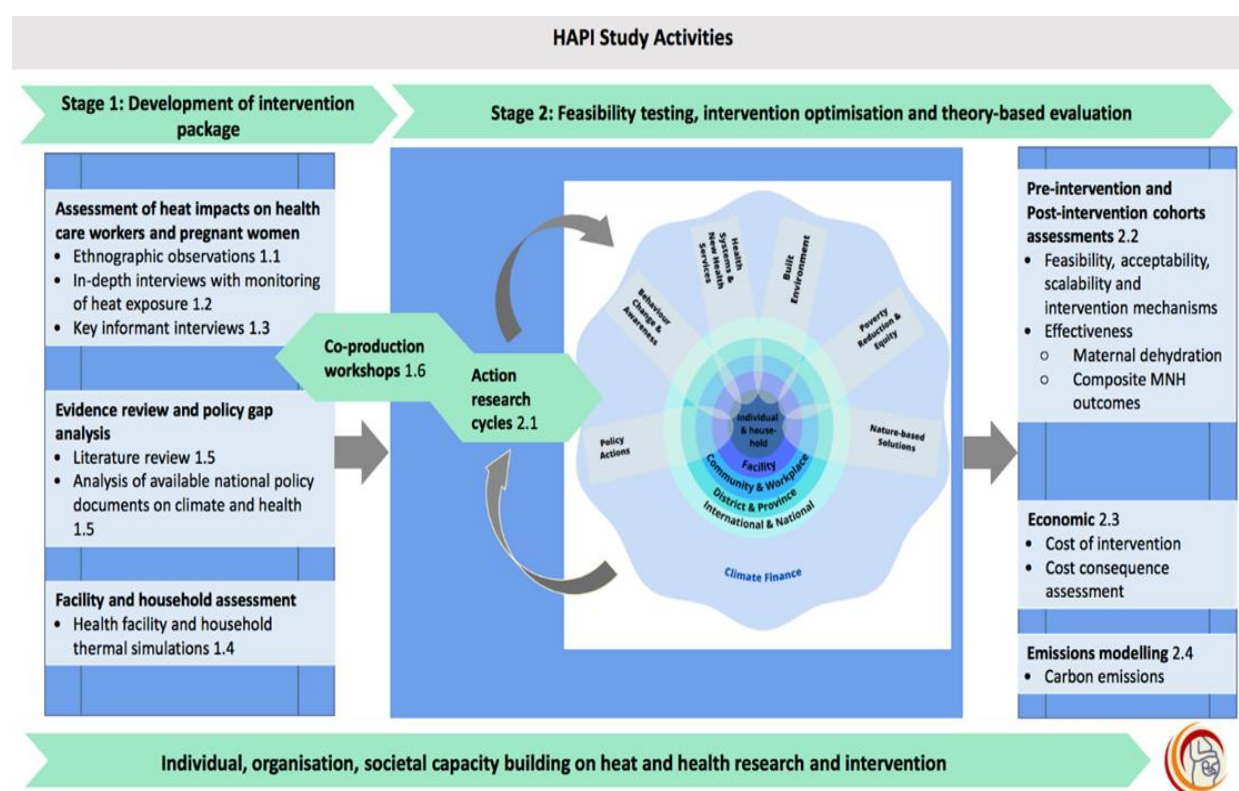 HAPI Study Activities
Stage 1: Development of intervention
package
Stage 2: Feasibility testing, intervention optimisation and theory-based evaluation
Assessment of heat impacts on health
care workers and pregnant women
• Ethnographic observations 1.1
• In-depth interviews with monitoring
of heat exposure 1.2
• Key informant interviews 1.3
Evidence review and policy gap
analysis
• Literature review 1.5
• Analysis of available national policy
documents on climate and health
1.5
Facility and household assessment
• Health facility and household
thermal simulations 1.4
Co-production
workshops 1.6
Action
research
cycles 2.1
Policy
Actions
Behaviour
Change &
Awareness
Health
Systems &
New Health
Services
Built
Environment
Poverty
Reduction &
Equity
Nature-based
Solutions
Individual
& house-
hold
Facility
Community & Workplace
District & Province
International & National
Climate Finance
Pre-intervention and
Post-intervention cohorts
assessments 2.2
• Feasibility, acceptability,
scalability and
intervention mechanisms
• Effectiveness
o Maternal dehydration
o Composite MNH
outcomes
Economic 2.3
• Cost of intervention
• Cost consequence
assessment
Emissions modelling 2.4
• Carbon emissions
Individual, organisation, societal capacity building on heat and health research and intervention